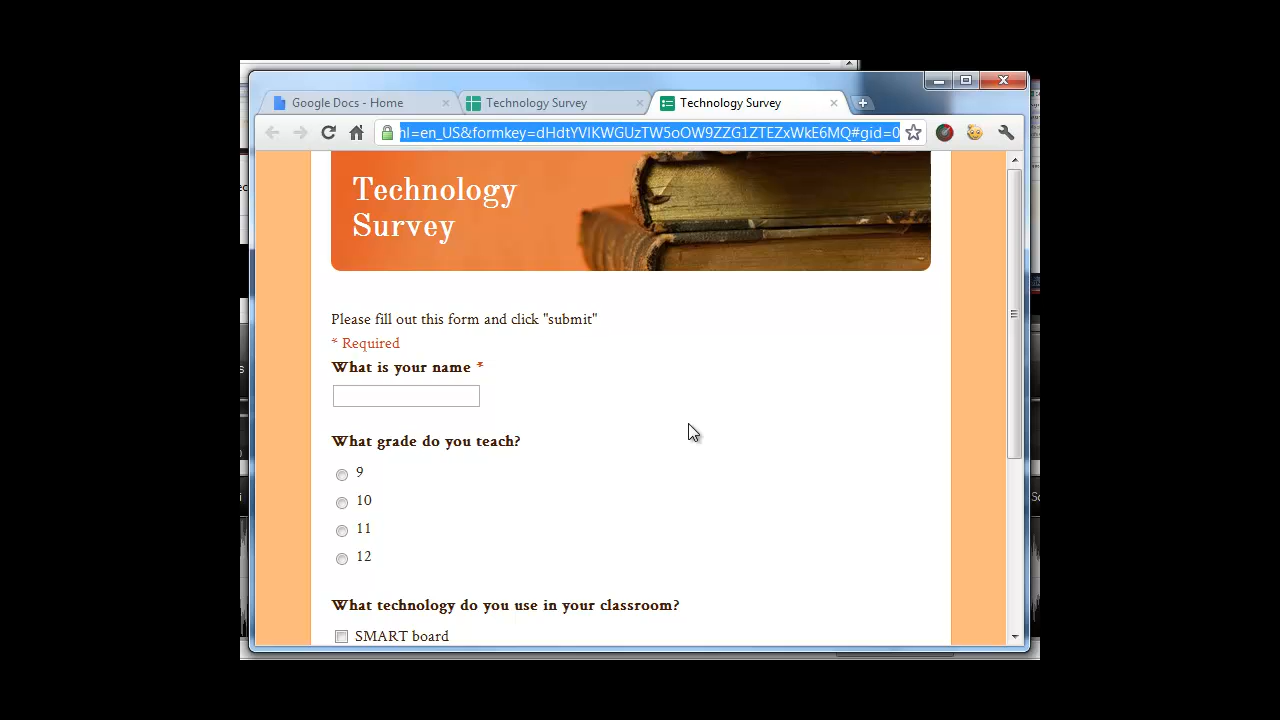 Google Docs - Home
Technology Survey
Technology Survey
hl=en_US&formkey=dHdtYVlKWGUzTW5oOW9ZZG1ZTEZxWkE6MQ#gid=0
Technology
Survey
Please fill out this form and click "submit"
* Required
What is your name *
What grade do you teach?
9
10
11
12
What technology do you use in your classroom?
SMART board